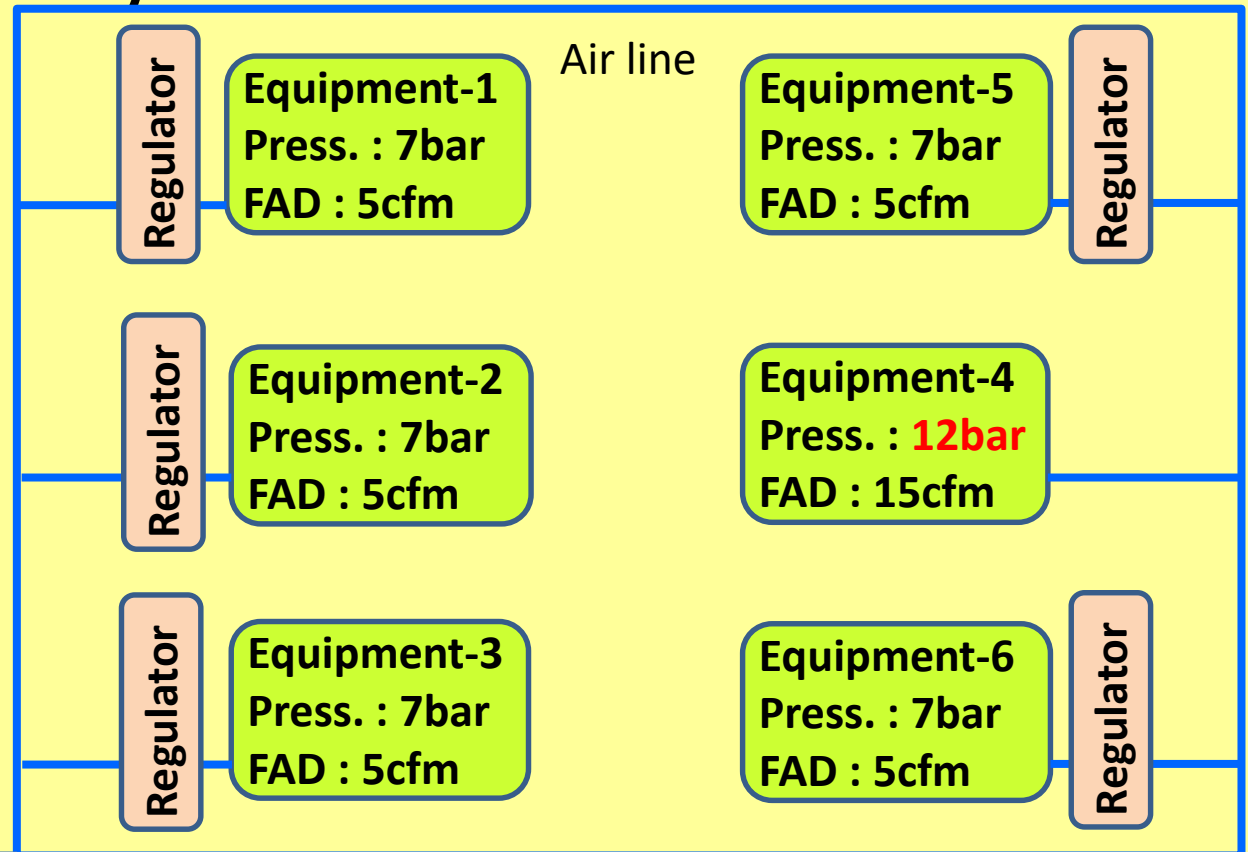 Air line
Regulator
Equipment-1
Press. : 7bar
FAD : 5cfm
Equipment-5
Press. : 7bar
FAD : 5cfm
Regulator
Regulator
Equipment-2
Press. : 7bar
FAD : 5cfm
Equipment-4
Press. : 12bar
FAD : 15cfm
Regulator
Equipment-3
Press. : 7bar
FAD : 5cfm
Equipment-6
Press. : 7bar
FAD : 5cfm
Regulator